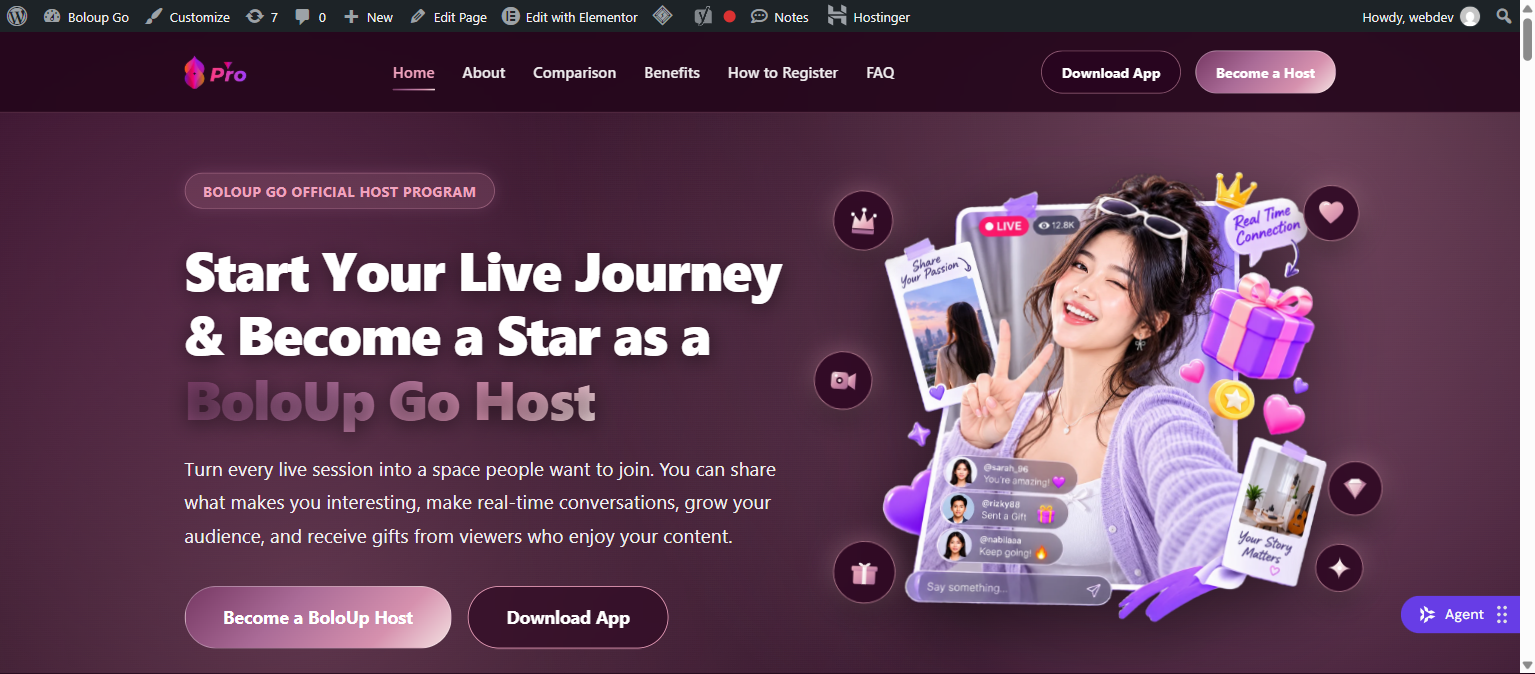 Boloup Go
Customize
7
0
New
Edit Page
Edit with Elementor
Notes
Hostinger
Howdy, webdev
Pro
Home
About
Comparison
Benefits
How to Register
FAQ
Download App
Become a Host
BOLOUP GO OFFICIAL HOST PROGRAM
Start Your Live Journey
& Become a Star as a
BoloUp Go Host
Turn every live session into a space people want to join. You can share
what makes you interesting, make real-time conversations, grow your
audience, and receive gifts from viewers who enjoy your content.
Become a BoloUp Host
Download App
LIVE
12.8K
Real Time
Connection
Share
Your Passion
@sarah_96
You're amazing! 💜
@rizky88
Sent a Gift 🎁
@nabilaaa
Keep going! 🔥
Say something...
Your Story
Matters
Agent